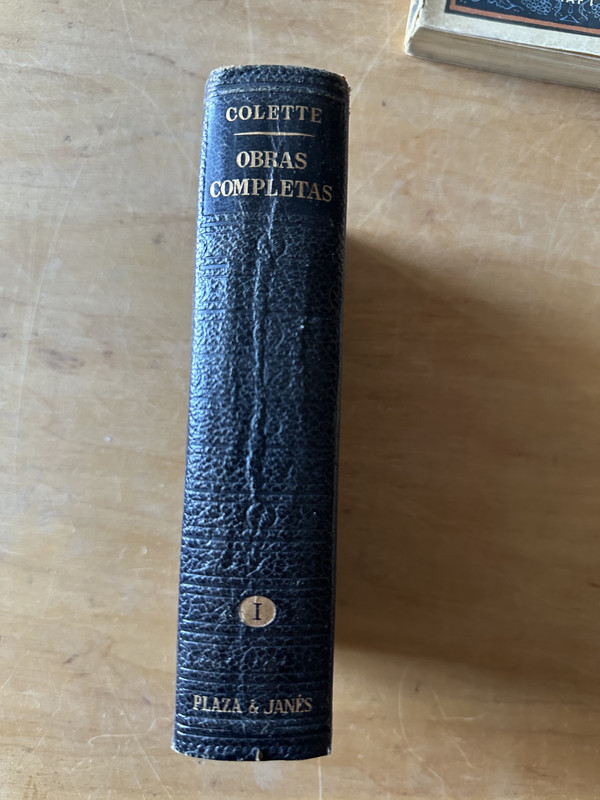 COLETTE
OBRAS
COMPLETAS
I
PLAZA & JANÉS